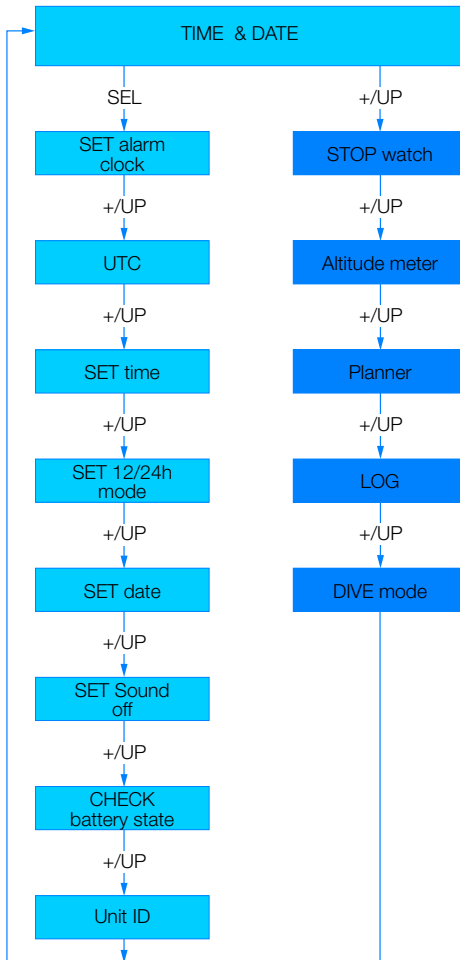 TIME & DATE
SEL
+/UP
SET alarm
clock
STOP watch
+/UP
+/UP
UTC
Altitude meter
+/UP
+/UP
SET time
Planner
+/UP
+/UP
SET 12/24h
mode
LOG
+/UP
+/UP
SET date
DIVE mode
+/UP
SET Sound
off
+/UP
CHECK
battery state
+/UP
Unit ID